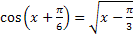 cos(x + π/6) = √(x − π/3)